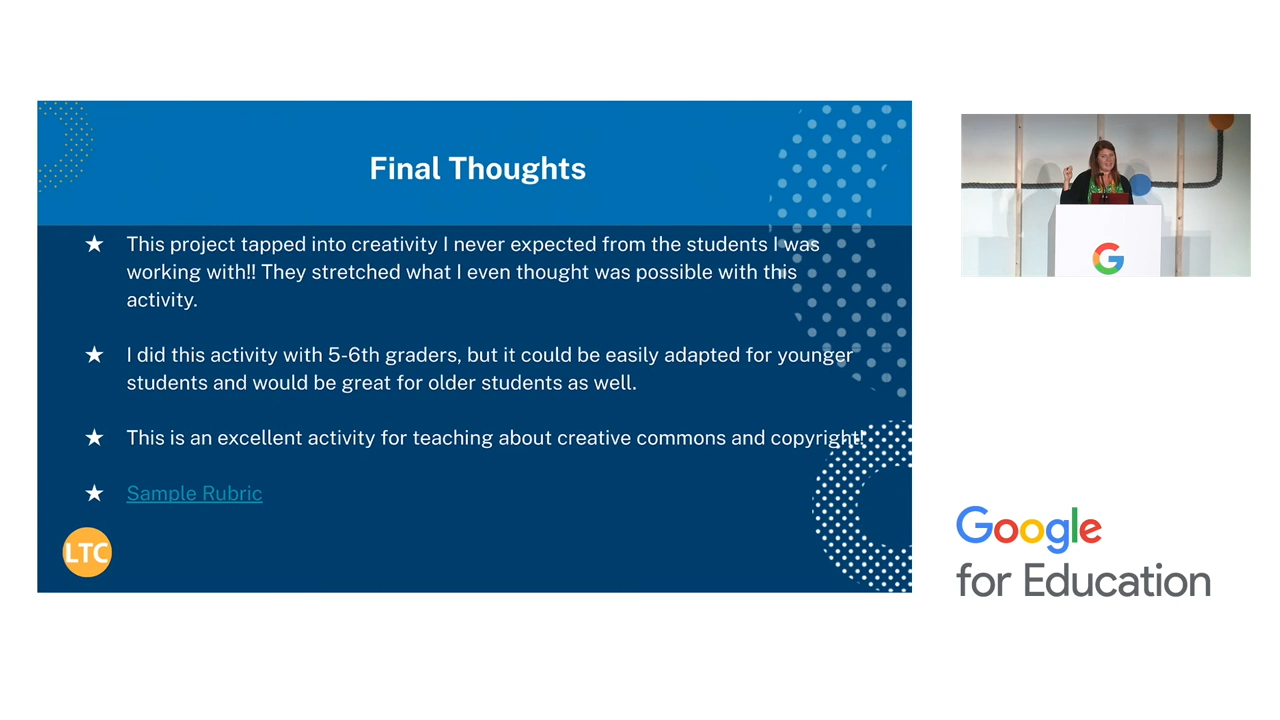 Final Thoughts
★ This project tapped into creativity I never expected from the students I was
working with!! They stretched what I even thought was possible with this
activity.
★ I did this activity with 5-6th graders, but it could be easily adapted for younger
students and would be great for older students as well.
★ This is an excellent activity for teaching about creative commons and copyright!
★ Sample Rubric
LTC
G
Google
for Education